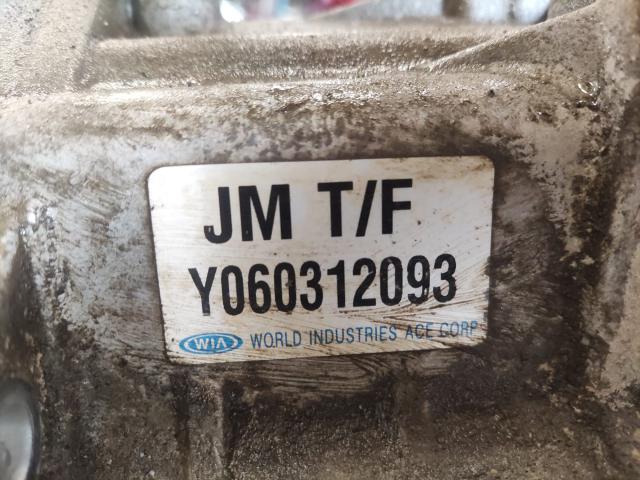 JM T/F
Y060312093
WIA WORLD INDUSTRIES ACE CORP